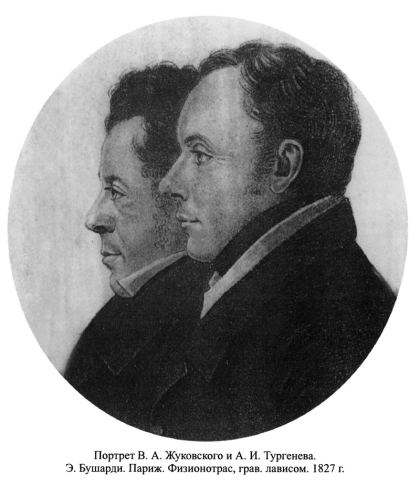 Портрет В. А. Жуковского и А. И. Тургенева.
Э. Бушарди. Париж. Физионотрас, грав. лависом. 1827 г.